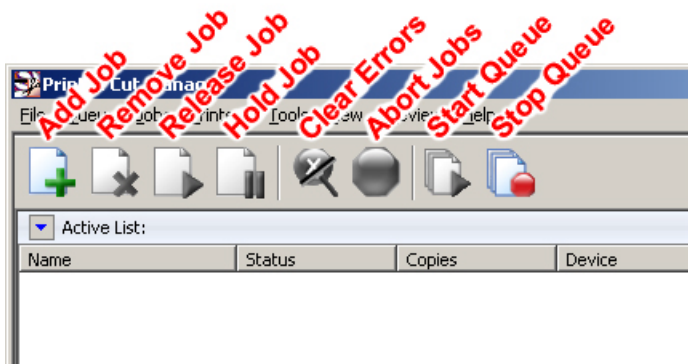 Add Job
Remove Job
Release Job
Hold Job
Clear Errors
Abort Jobs
Start Queue
Stop Queue
Active List:
Name Status Copies Device